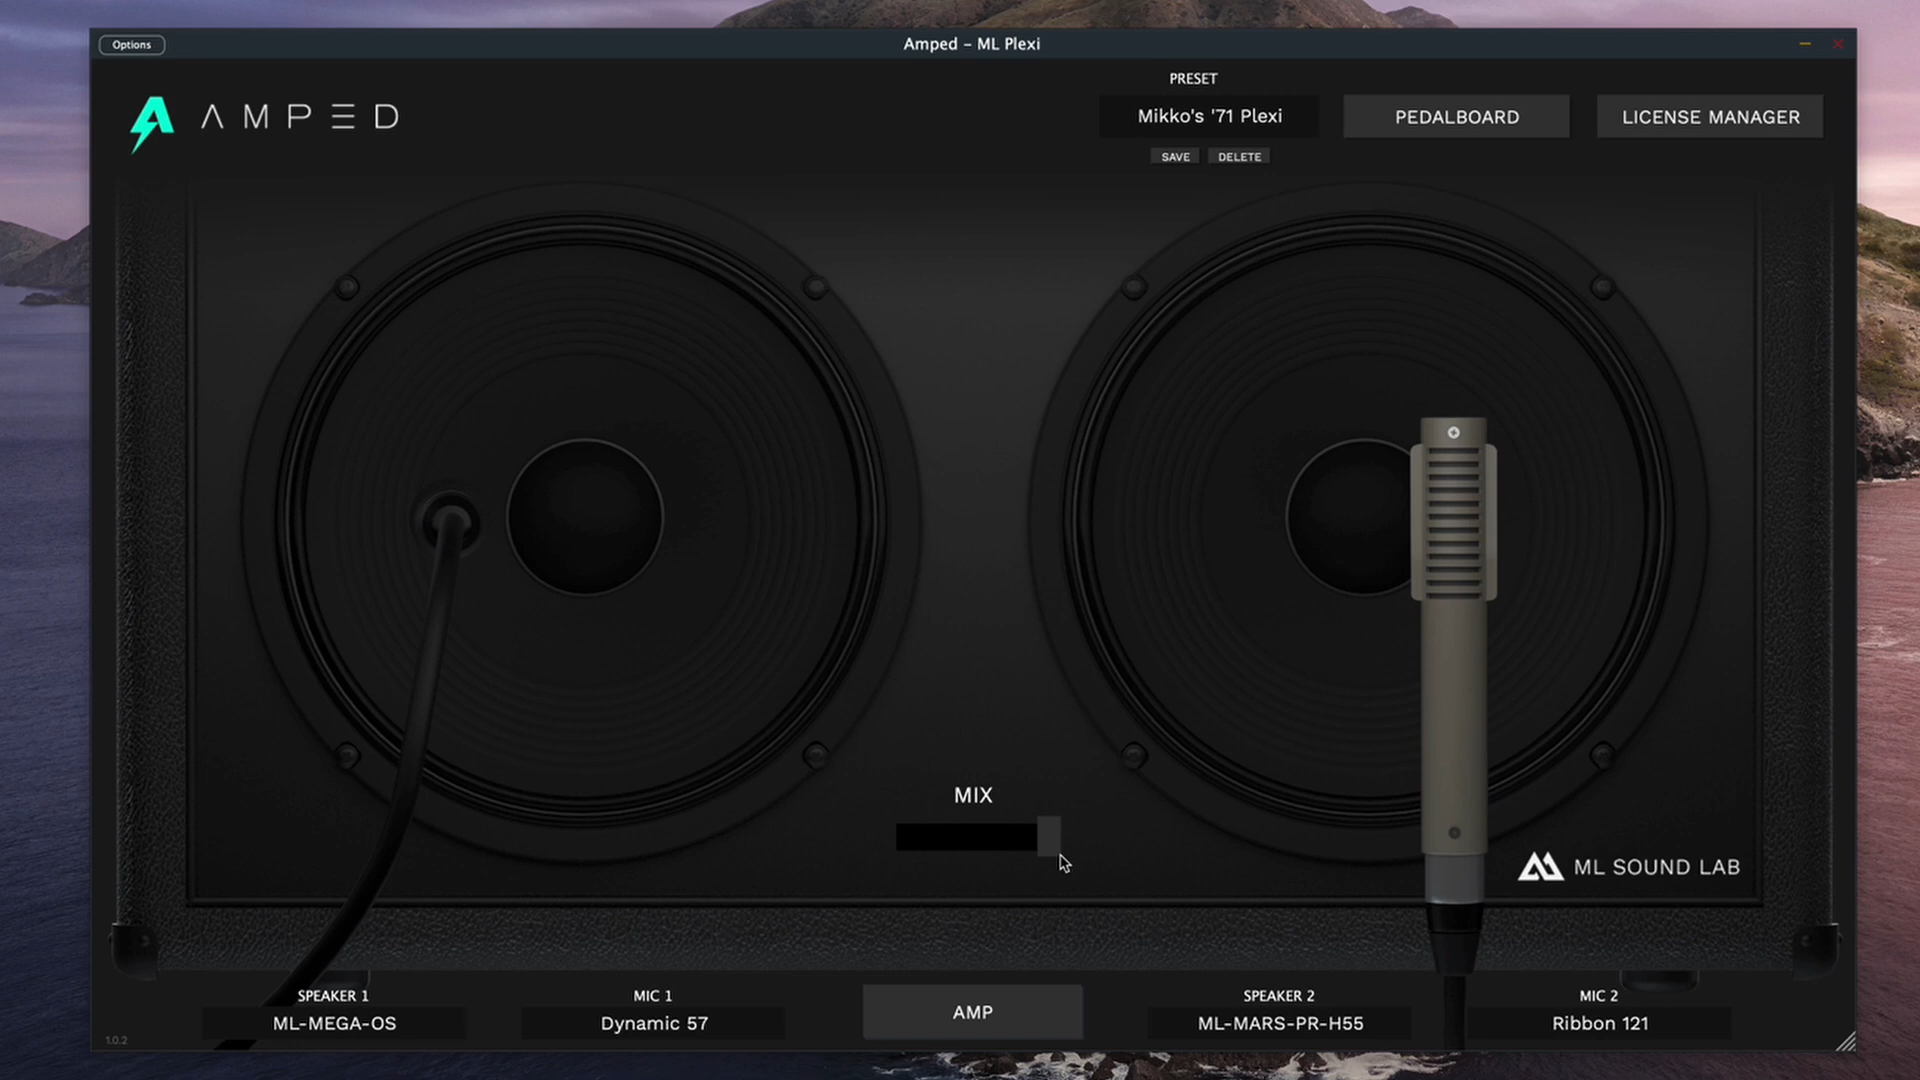 Options
Amped – ML Plexi
AMPED
PRESET
Mikko's '71 Plexi
SAVE
DELETE
PEDALBOARD
LICENSE MANAGER
MIX
ML SOUND LAB
SPEAKER 1
ML-MEGA-OS
MIC 1
Dynamic 57
AMP
SPEAKER 2
ML-MARS-PR-H55
MIC 2
Ribbon 121
1.0.2